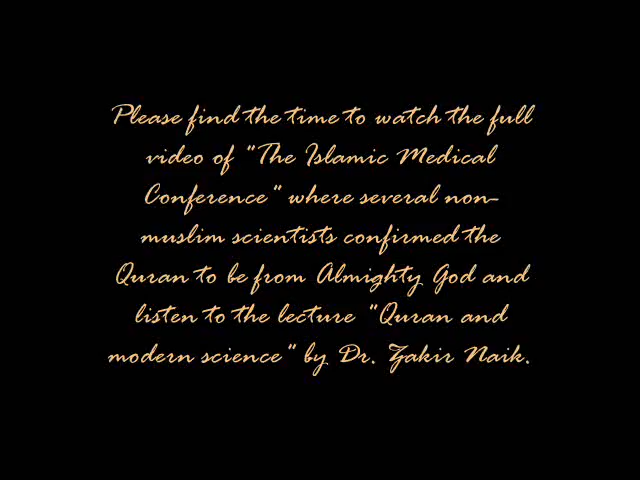 Please find the time to watch the full
video of "The Islamic Medical
Conference" where several non-
muslim scientists confirmed the
Quran to be from Almighty God and
listen to the lecture "Quran and
modern science" by Dr. Zakir Naik.